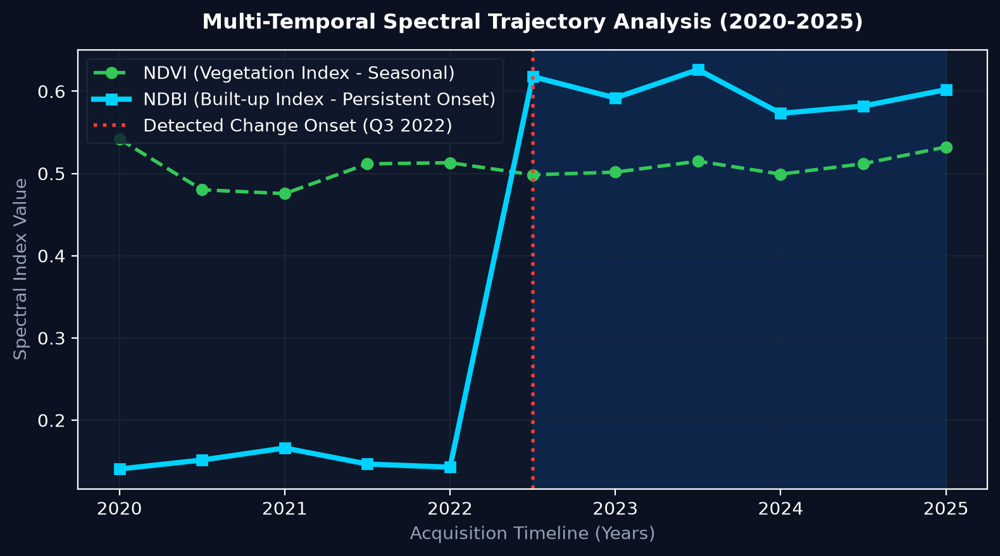 Multi-Temporal Spectral Trajectory Analysis (2020-2025)
NDVI (Vegetation Index - Seasonal)
NDBI (Built-up Index - Persistent Onset)
Detected Change Onset (Q3 2022)
Spectral Index Value
0.6
0.5
0.4
0.3
0.2
2020
2021
2022
2023
2024
2025
Acquisition Timeline (Years)